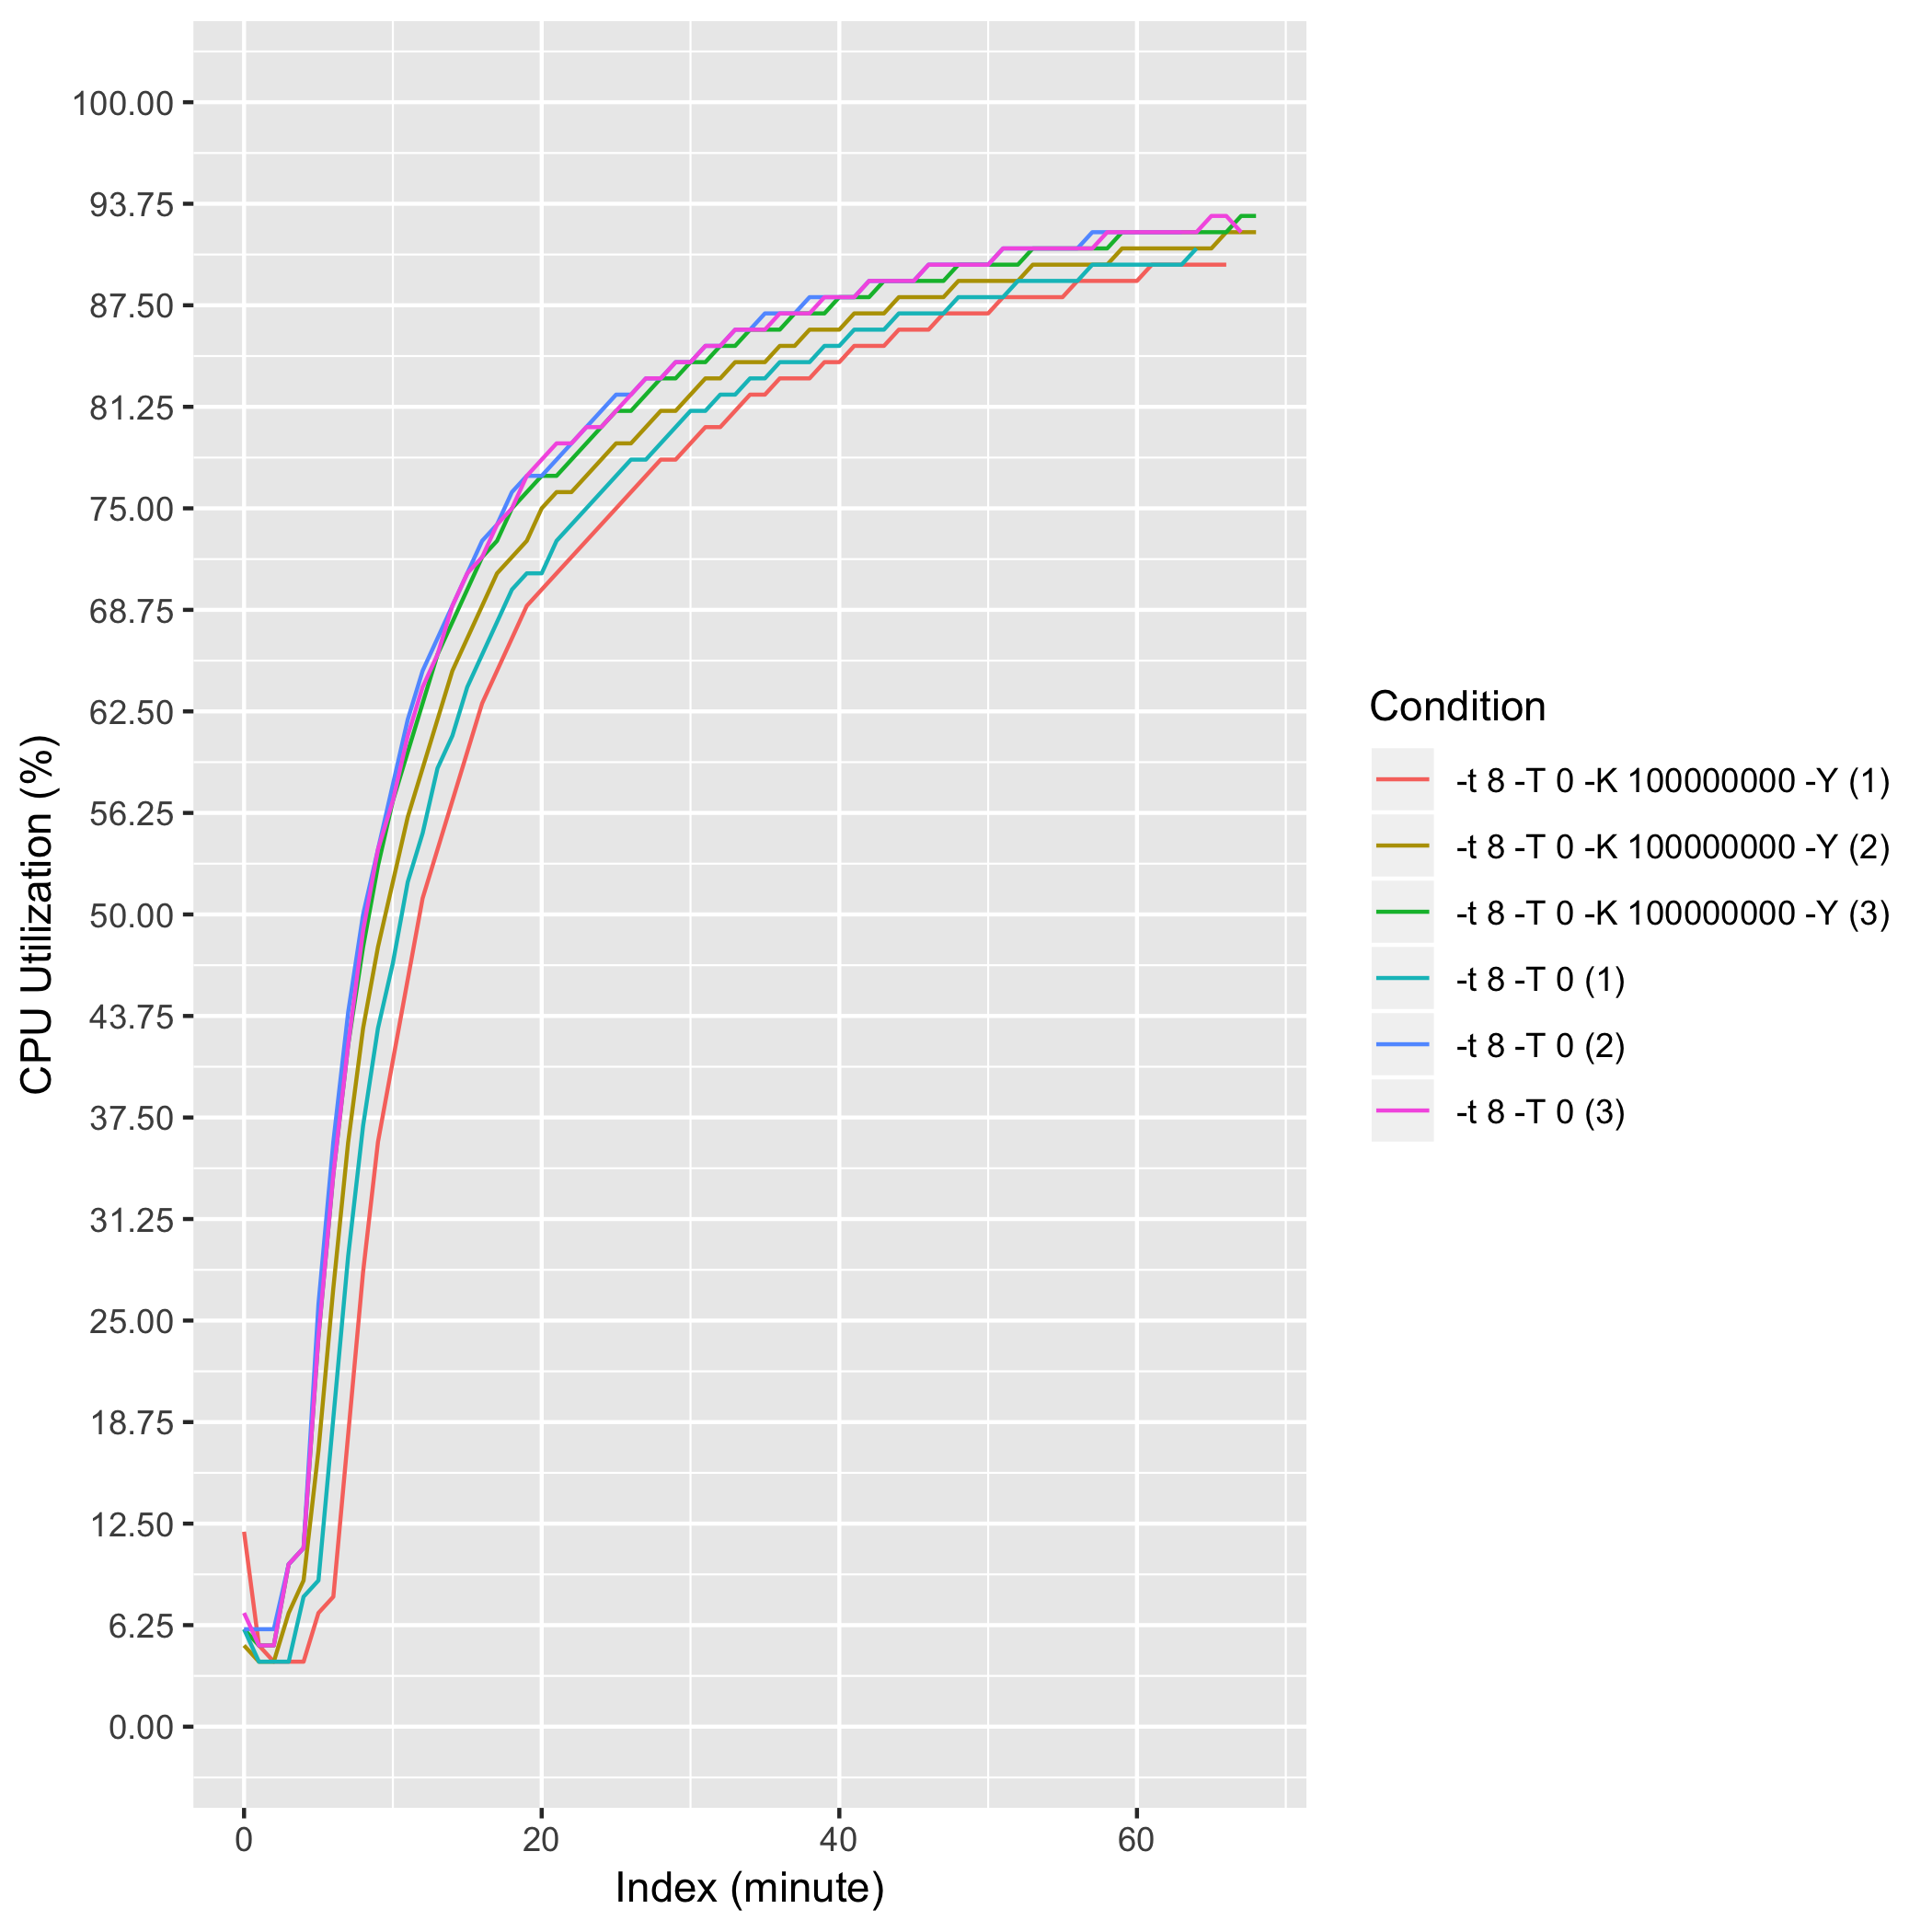 100.00
93.75
87.50
81.25
75.00
68.75
62.50
56.25
50.00
43.75
37.50
31.25
25.00
18.75
12.50
6.25
0.00
CPU Utilization (%)
0 20 40 60
Index (minute)
Condition
-t 8 -T 0 -K 100000000 -Y (1)
-t 8 -T 0 -K 100000000 -Y (2)
-t 8 -T 0 -K 100000000 -Y (3)
-t 8 -T 0 (1)
-t 8 -T 0 (2)
-t 8 -T 0 (3)